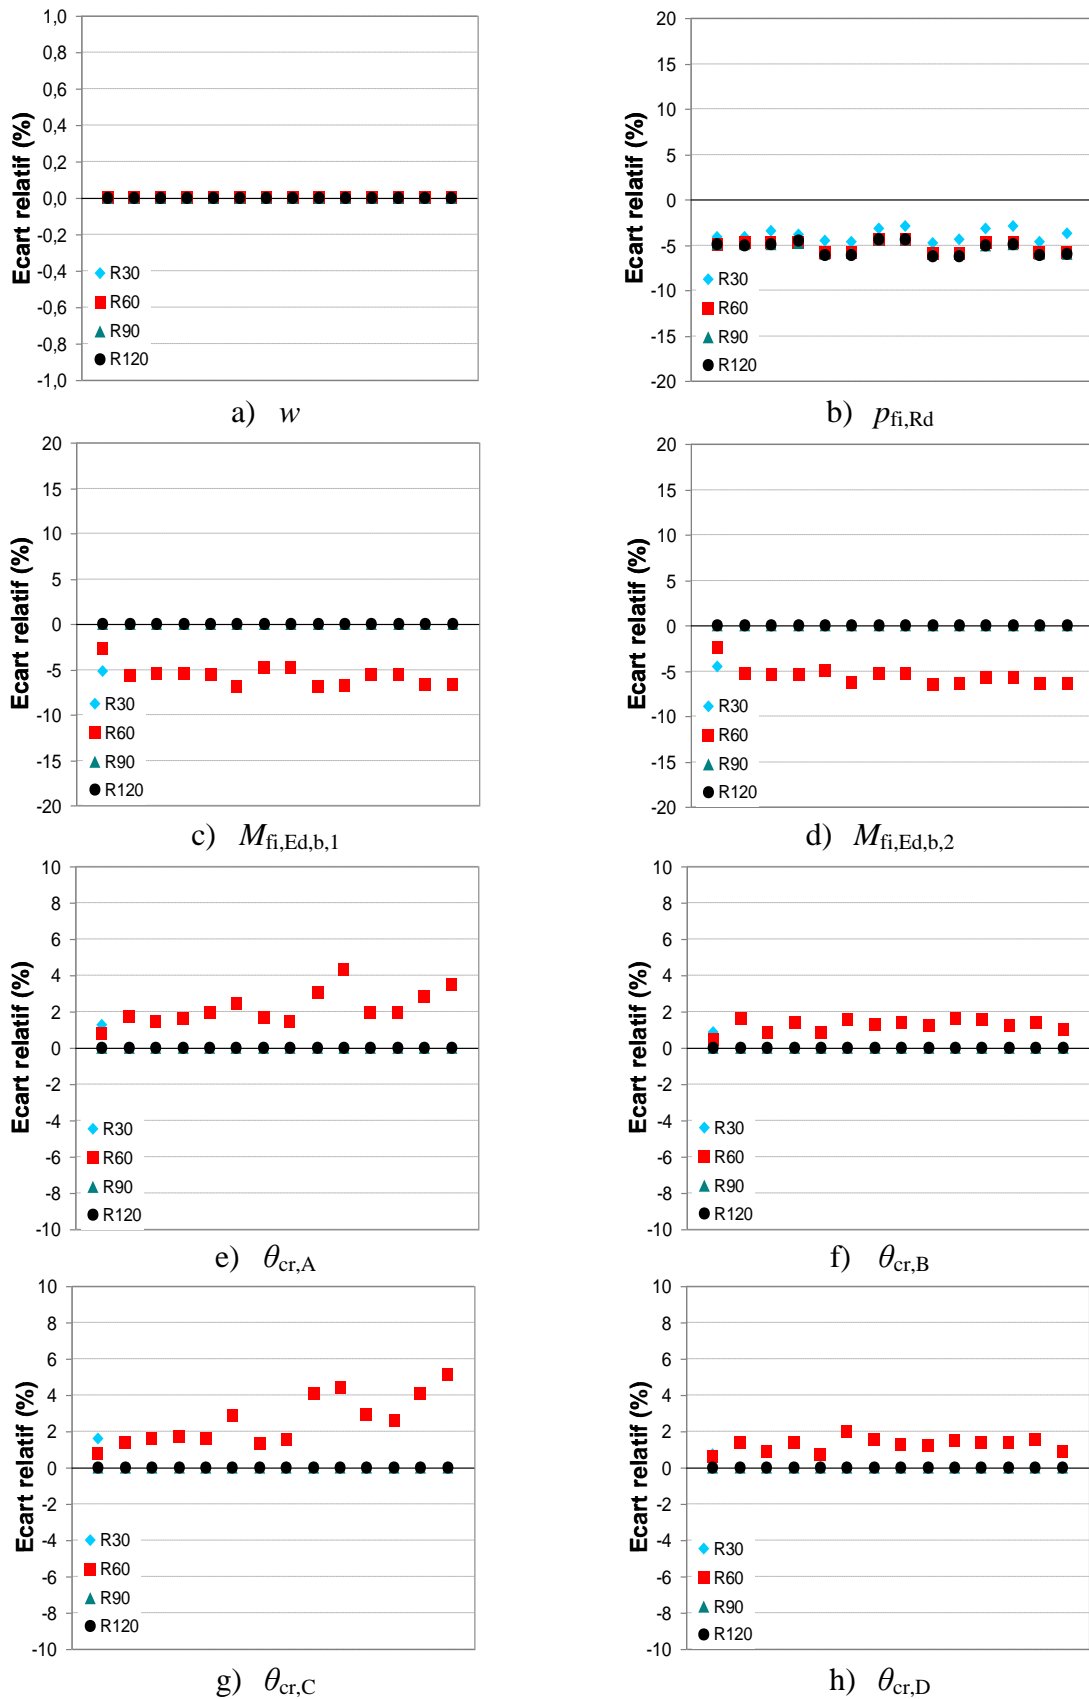 Ecart relatif (%)
1,0
0,8
0,6
0,4
0,2
0,0
-0,2
-0,4
-0,6
-0,8
-1,0
R30
R60
R90
R120
a) w
Ecart relatif (%)
20
15
10
5
0
-5
-10
-15
-20
R30
R60
R90
R120
b) pfi,Rd
Ecart relatif (%)
20
15
10
5
0
-5
-10
-15
-20
R30
R60
R90
R120
c) Mfi,Ed,b,1
Ecart relatif (%)
20
15
10
5
0
-5
-10
-15
-20
R30
R60
R90
R120
d) Mfi,Ed,b,2
Ecart relatif (%)
10
8
6
4
2
0
-2
-4
-6
-8
-10
R30
R60
R90
R120
e) θcr,A
Ecart relatif (%)
10
8
6
4
2
0
-2
-4
-6
-8
-10
R30
R60
R90
R120
f) θcr,B
Ecart relatif (%)
10
8
6
4
2
0
-2
-4
-6
-8
-10
R30
R60
R90
R120
g) θcr,C
Ecart relatif (%)
10
8
6
4
2
0
-2
-4
-6
-8
-10
R30
R60
R90
R120
h) θcr,D